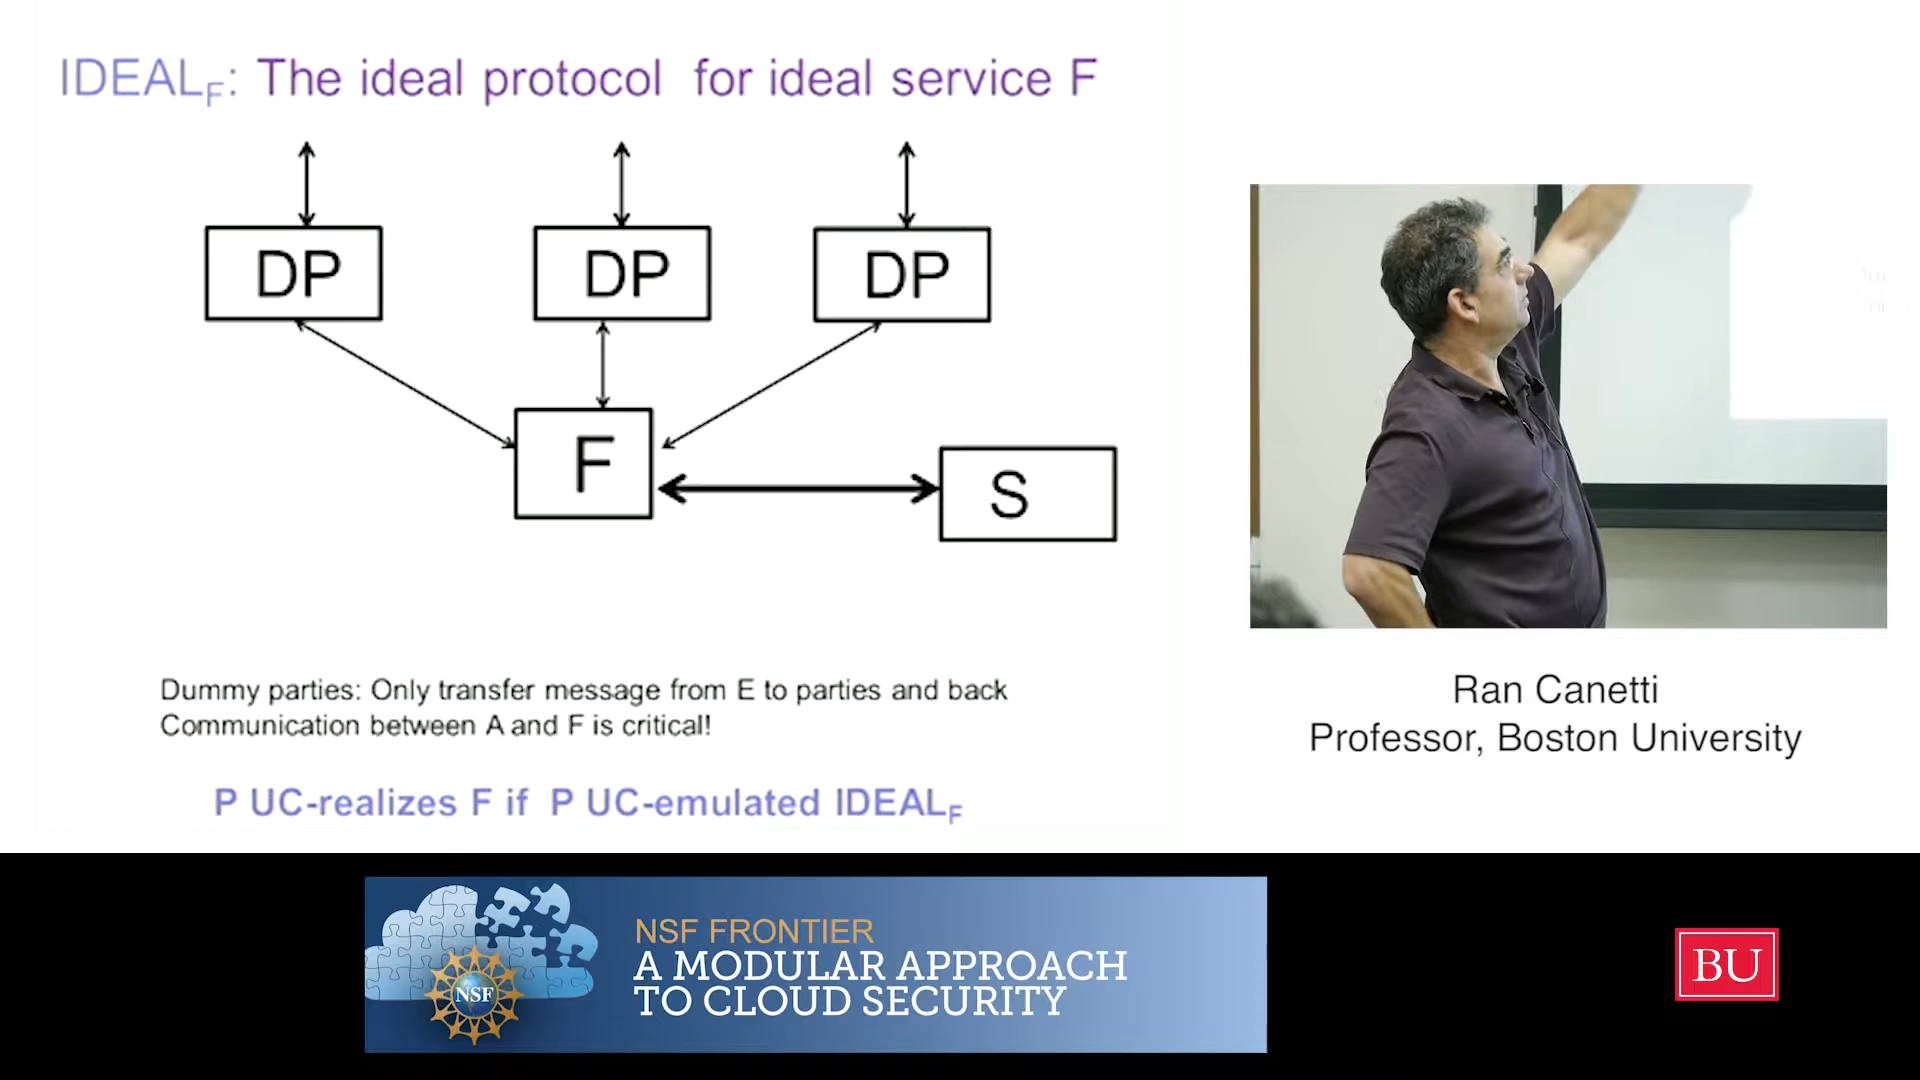 IDEALF: The ideal protocol for ideal service F
DP DP DP
F
S
Dummy parties: Only transfer message from E to parties and back
Communication between A and F is critical!
P UC-realizes F if P UC-emulated IDEALF
Ran Canetti
Professor, Boston University
NSF
NSF FRONTIER
A MODULAR APPROACH
TO CLOUD SECURITY
BU